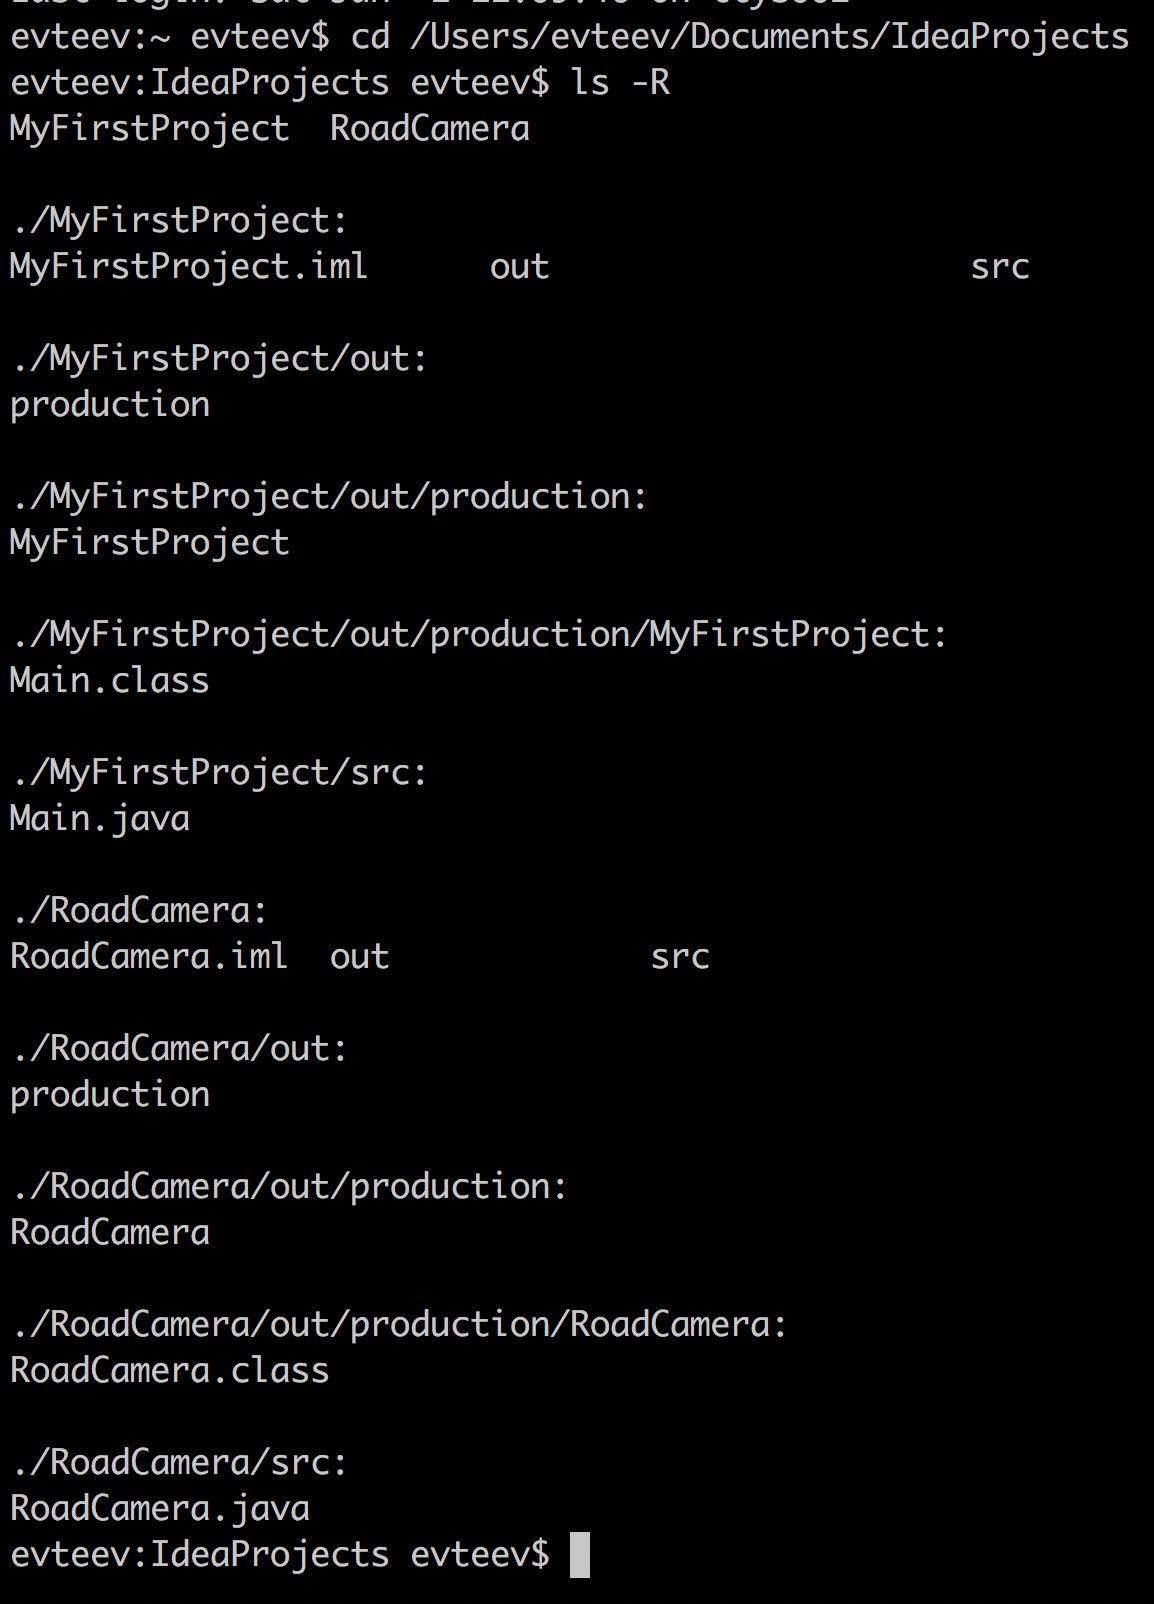 evteev:~ evteev$ cd /Users/evteev/Documents/IdeaProjects
evteev:IdeaProjects evteev$ ls -R
MyFirstProject  RoadCamera
./MyFirstProject:
MyFirstProject.iml      out                     src
./MyFirstProject/out:
production
./MyFirstProject/out/production:
MyFirstProject
./MyFirstProject/out/production/MyFirstProject:
Main.class
./MyFirstProject/src:
Main.java
./RoadCamera:
RoadCamera.iml  out             src
./RoadCamera/out:
production
./RoadCamera/out/production:
RoadCamera
./RoadCamera/out/production/RoadCamera:
RoadCamera.class
./RoadCamera/src:
RoadCamera.java
evteev:IdeaProjects evteev$